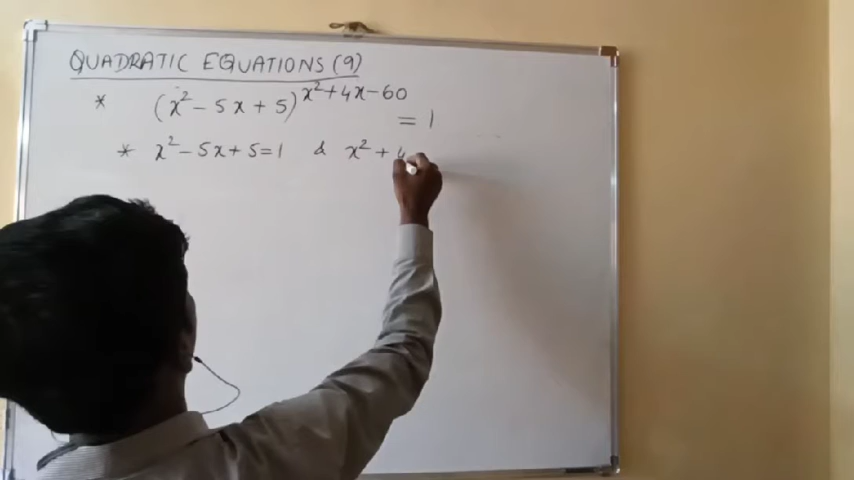 QUADRATIC EQUATIONS (9)
* (x² - 5x + 5)^(x² + 4x - 60) = 1
* x² - 5x + 5 = 1 & x² + 4